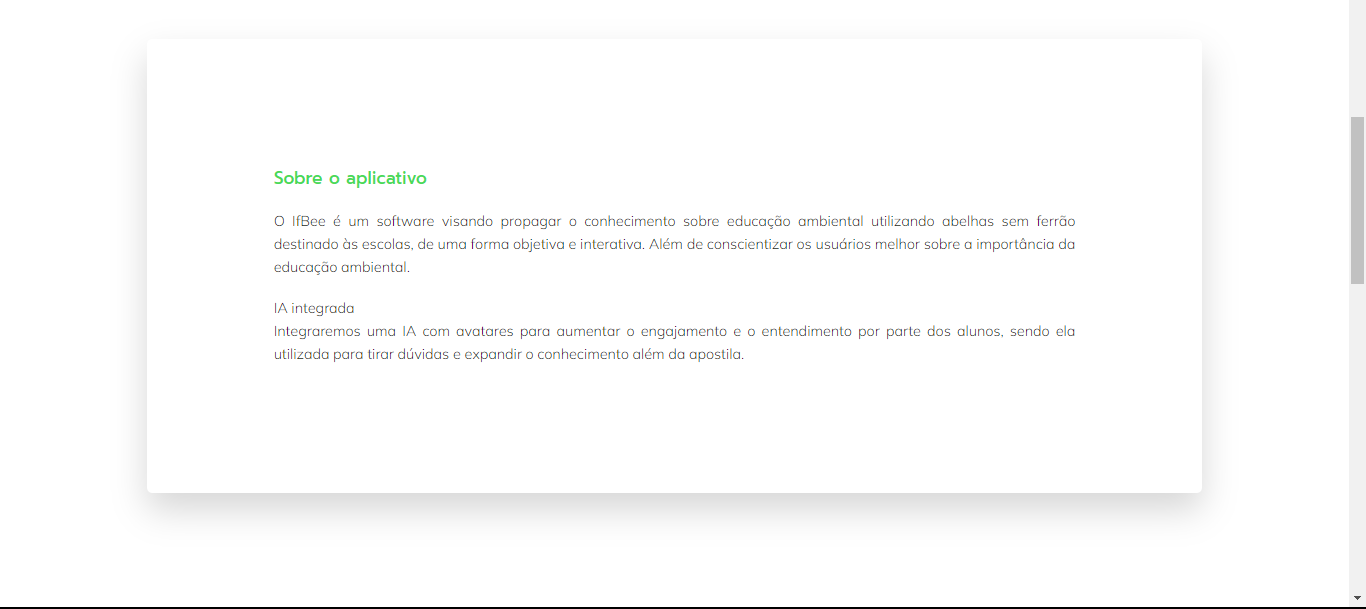 Sobre o aplicativo
O IfBee é um software visando propagar o conhecimento sobre educação ambiental utilizando abelhas sem ferrão
destinado às escolas, de uma forma objetiva e interativa. Além de conscientizar os usuários melhor sobre a importância da
educação ambiental.
IA integrada
Integraremos uma IA com avatares para aumentar o engajamento e o entendimento por parte dos alunos, sendo ela
utilizada para tirar dúvidas e expandir o conhecimento além da apostila.